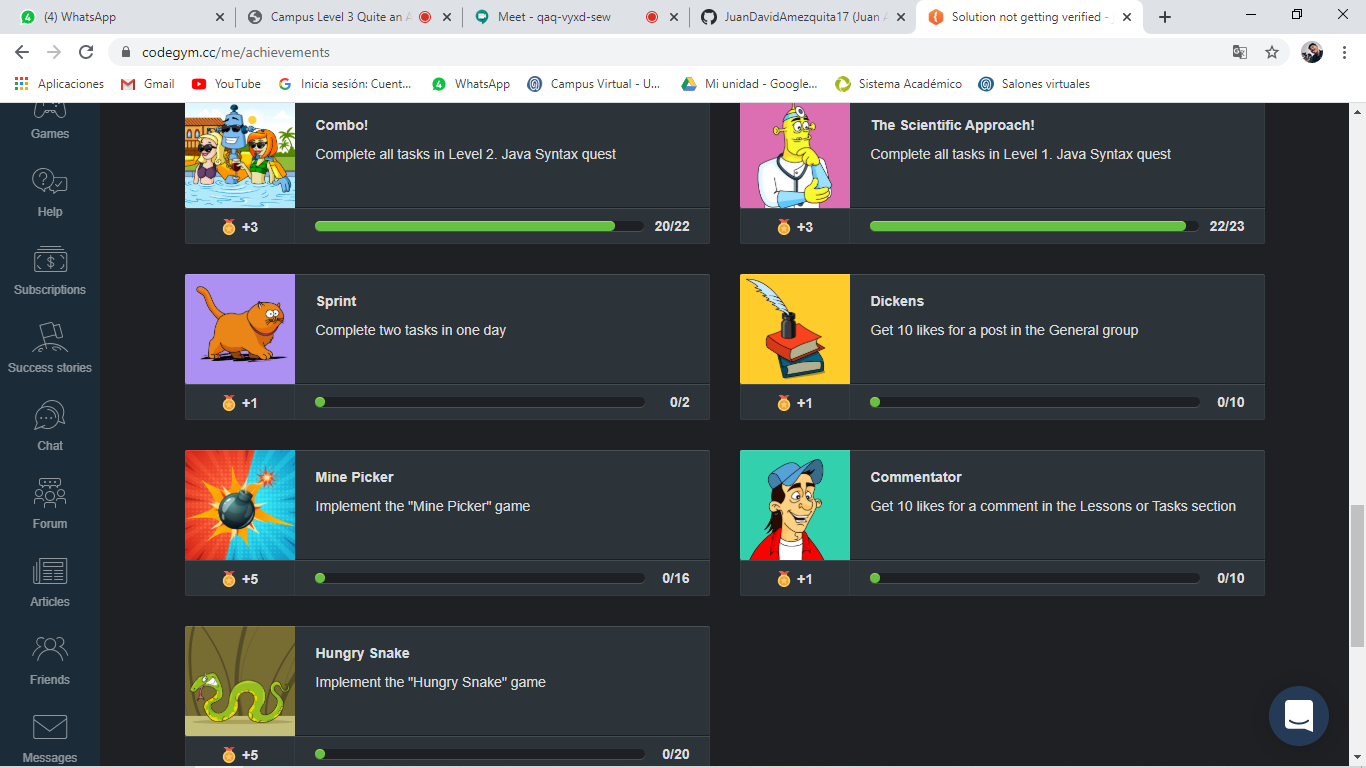 (4) WhatsApp
Campus Level 3 Quite an A
Meet - qaq-vyxd-sew
JuanDavidAmezquita17 (Juan A
Solution not getting verified -
codegym.cc/me/achievements
Aplicaciones
Gmail
YouTube
Inicia sesión: Cuent...
WhatsApp
Campus Virtual - U...
Mi unidad - Google...
Sistema Académico
Salones virtuales
Games
Help
Subscriptions
Success stories
Chat
Forum
Articles
Friends
Messages
Combo!
Complete all tasks in Level 2. Java Syntax quest
+3
20/22
The Scientific Approach!
Complete all tasks in Level 1. Java Syntax quest
+3
22/23
Sprint
Complete two tasks in one day
+1
0/2
Dickens
Get 10 likes for a post in the General group
+1
0/10
Mine Picker
Implement the "Mine Picker" game
+5
0/16
Commentator
Get 10 likes for a comment in the Lessons or Tasks section
+1
0/10
Hungry Snake
Implement the "Hungry Snake" game
+5
0/20